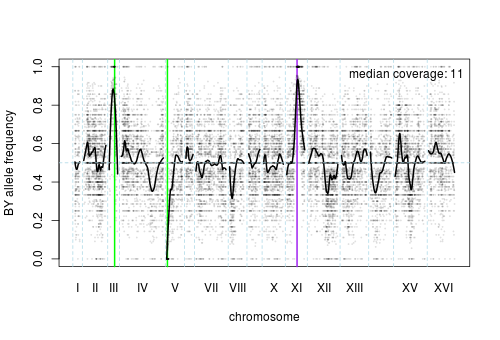 median coverage: 11
BY allele frequency
1.0
0.8
0.6
0.4
0.2
0.0
I II III IV V VII VIII X XI XII XIII XV XVI
chromosome